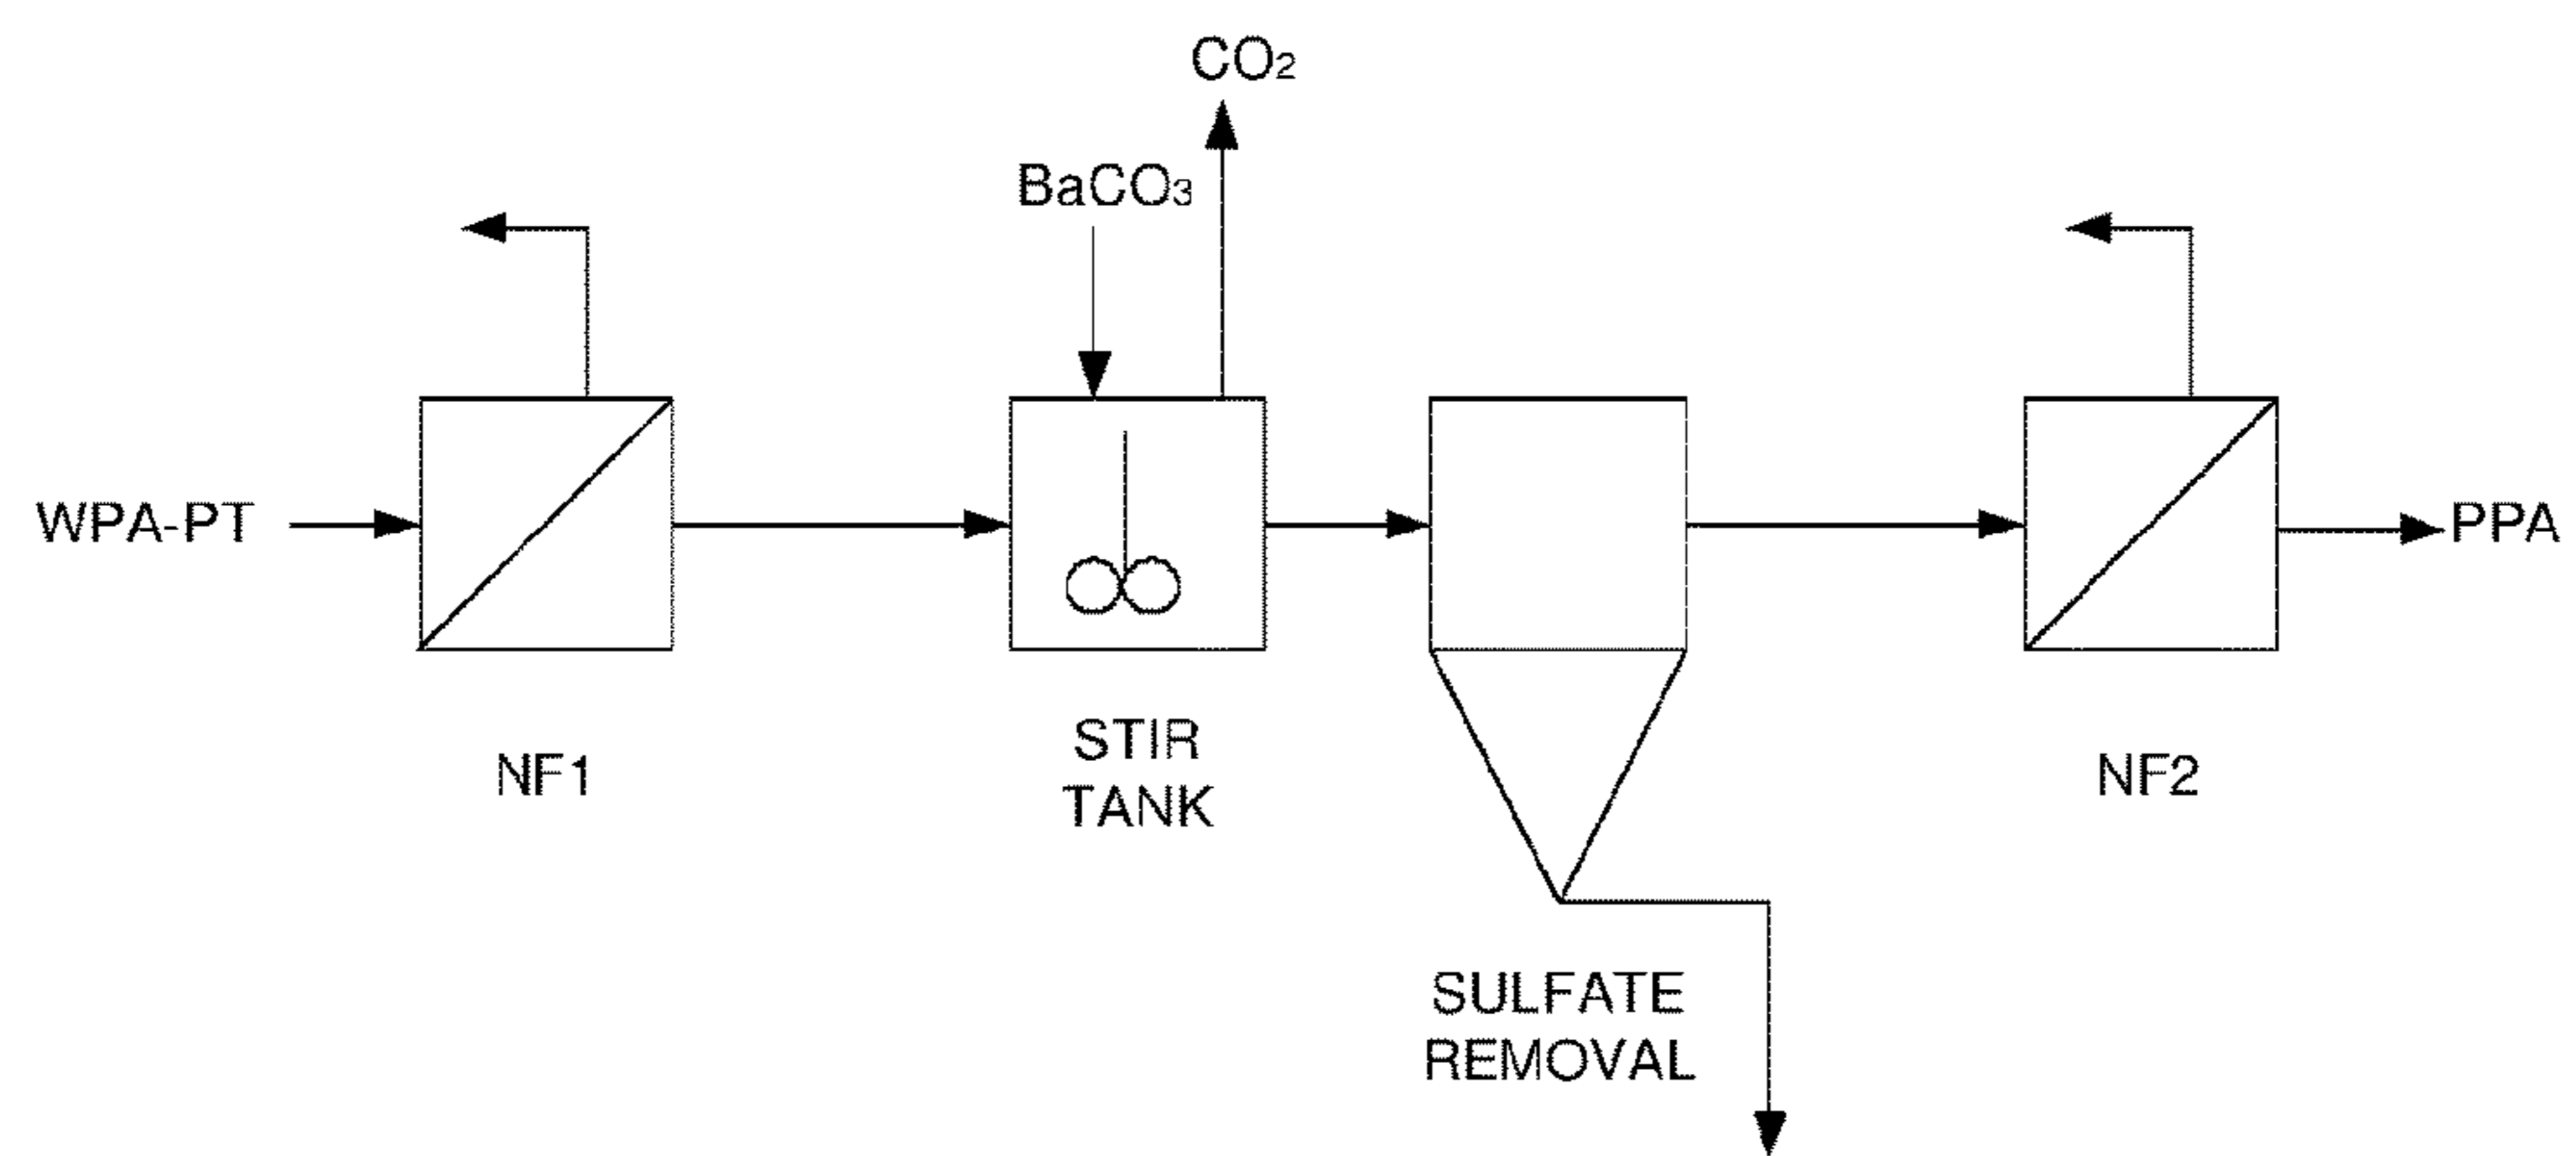 CO₂
BaCO₃
WPA-PT
PPA
NF1
STIR
TANK
NF2
SULFATE
REMOVAL